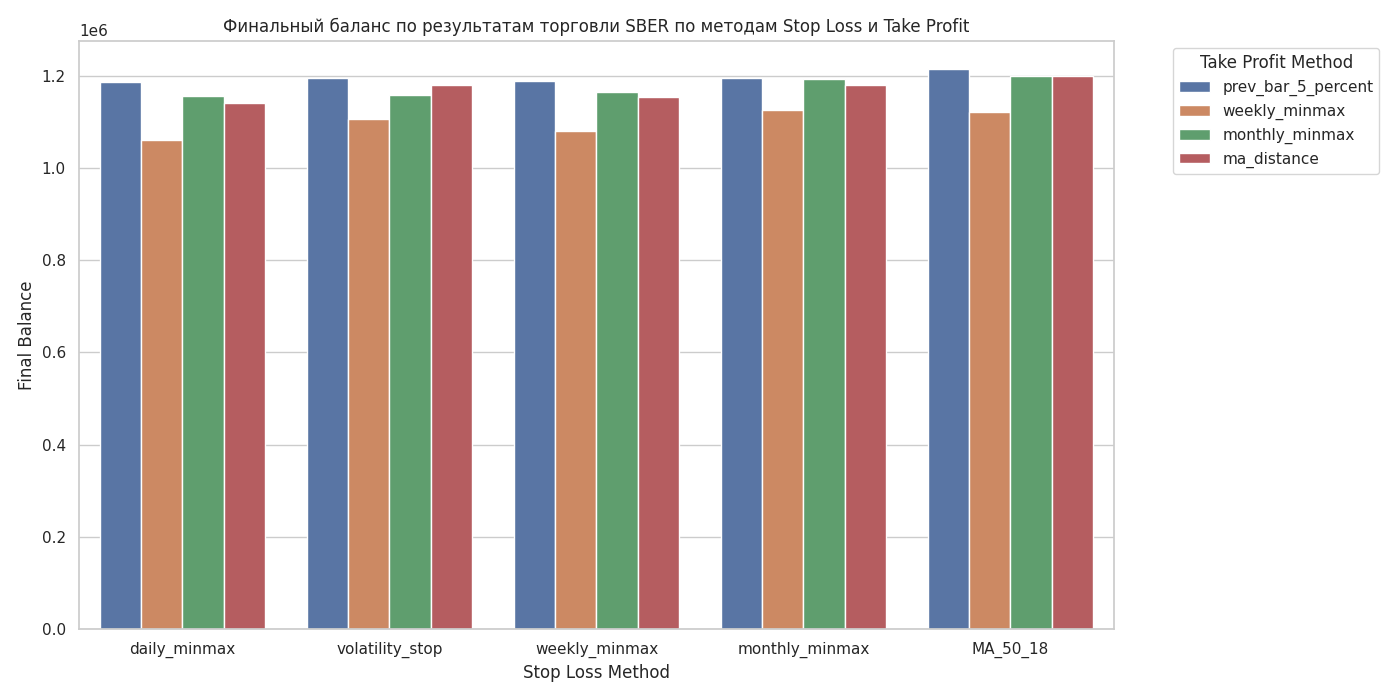 Финальный баланс по результатам торговли SBER по методам Stop Loss и Take Profit
1e6
1.2
1.0
0.8
0.6
0.4
0.2
0.0
Final Balance
daily_minmax
volatility_stop
weekly_minmax
monthly_minmax
MA_50_18
Stop Loss Method
Take Profit Method
prev_bar_5_percent
weekly_minmax
monthly_minmax
ma_distance